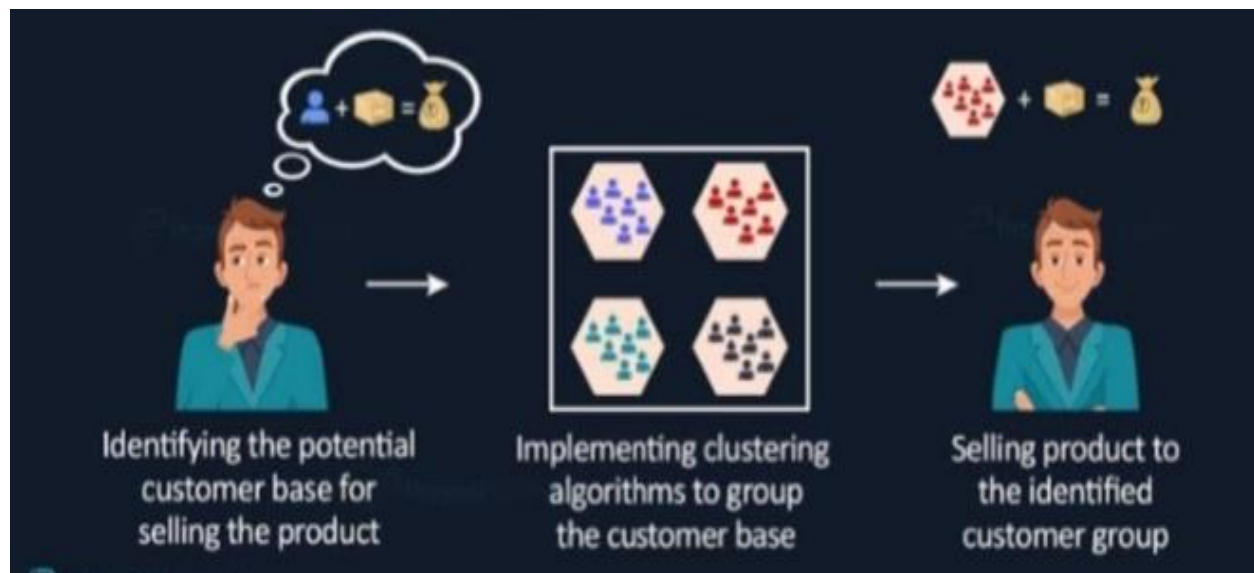 Identifying the potential
customer base for
selling the product
Implementing clustering
algorithms to group
the customer base
Selling product to
the identified
customer group